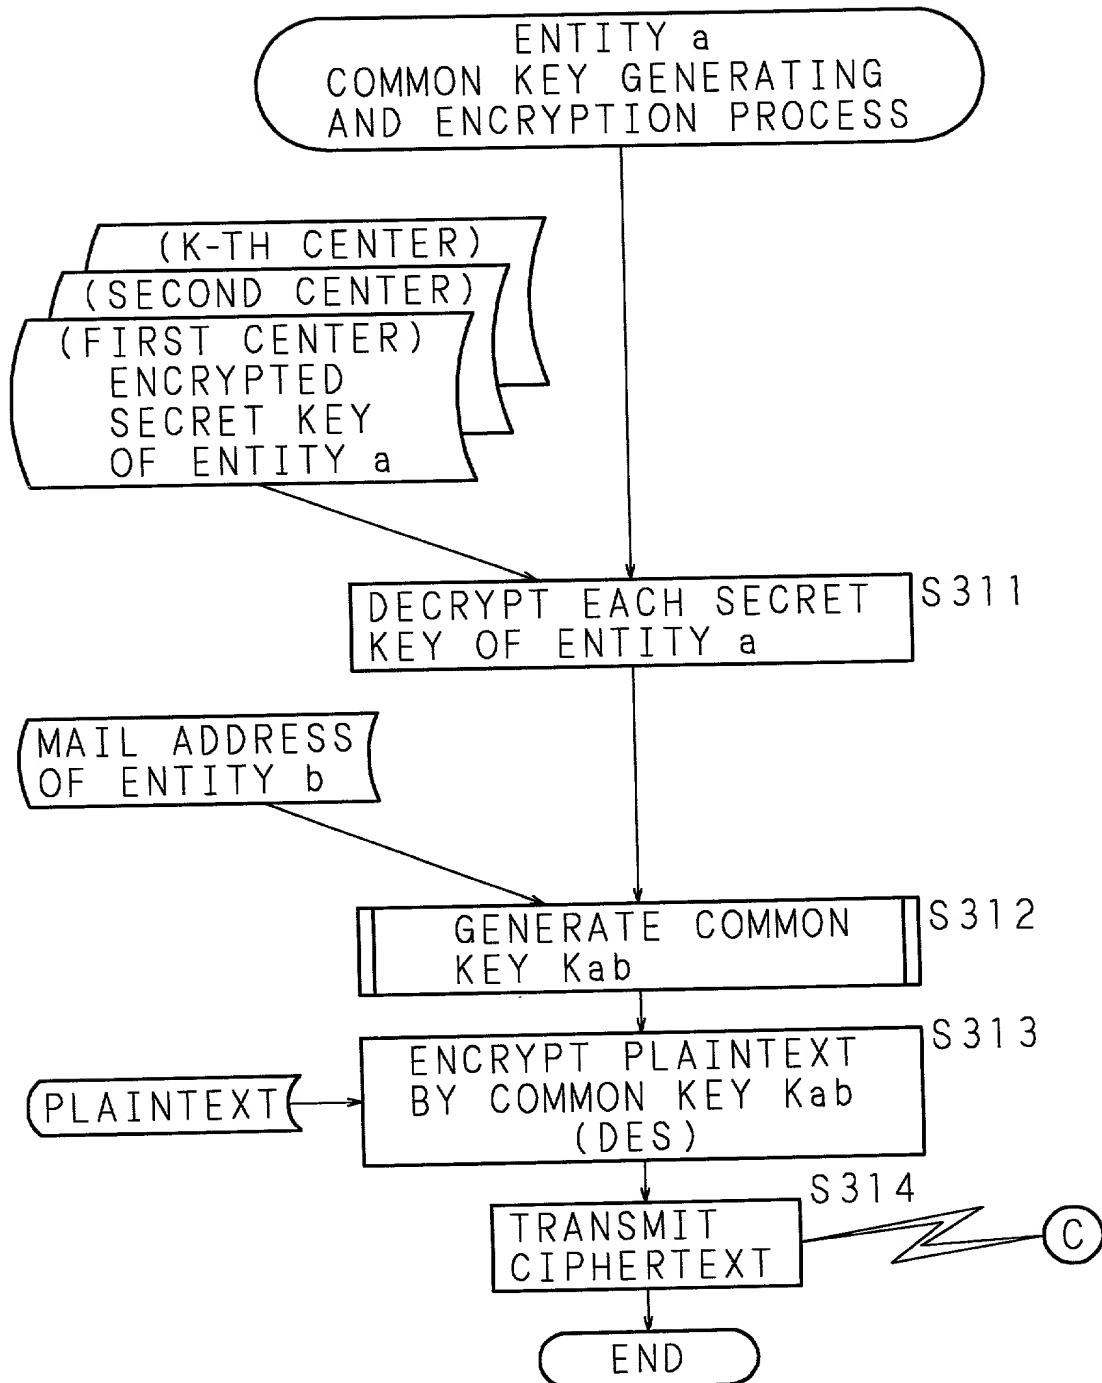 ENTITY a
COMMON KEY GENERATING
AND ENCRYPTION PROCESS
(K-TH CENTER)
(SECOND CENTER)
(FIRST CENTER)
ENCRYPTED
SECRET KEY
OF ENTITY a
DECRYPT EACH SECRET
KEY OF ENTITY a
S311
MAIL ADDRESS
OF ENTITY b
GENERATE COMMON
KEY Kab
S312
ENCRYPT PLAINTEXT
BY COMMON KEY Kab
(DES)
S313
PLAINTEXT
TRANSMIT
CIPHERTEXT
S314
C
END